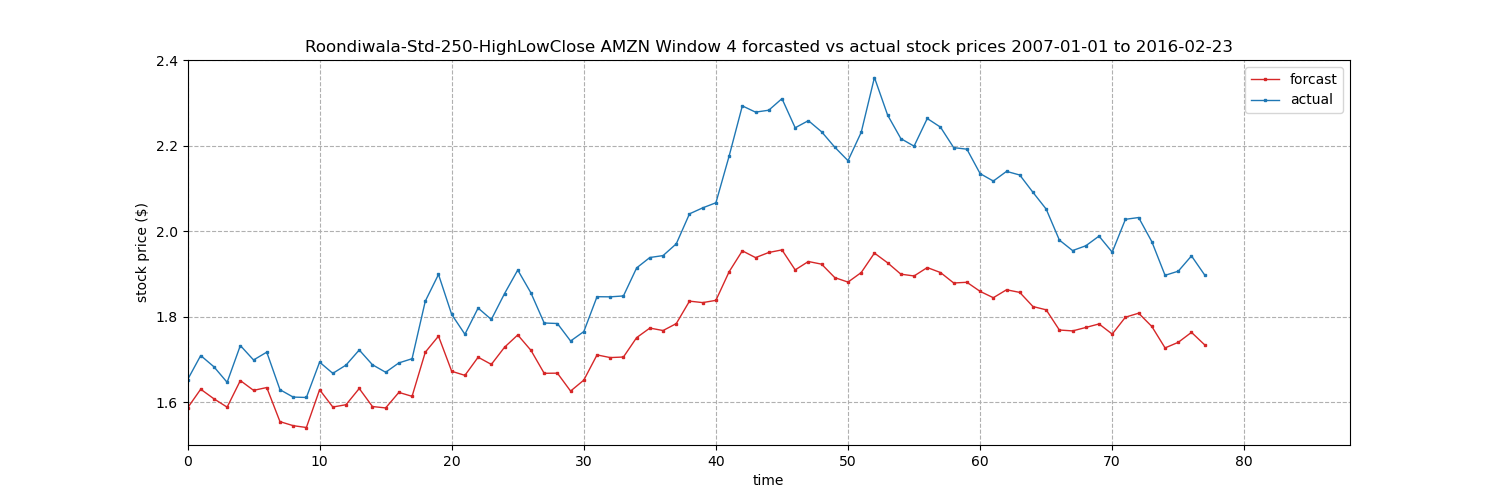 Roondiwala-Std-250-HighLowClose AMZN Window 4 forcasted vs actual stock prices 2007-01-01 to 2016-02-23
forcast
actual
stock price ($)
2.4
2.2
2.0
1.8
1.6
0 10 20 30 40 50 60 70 80
time